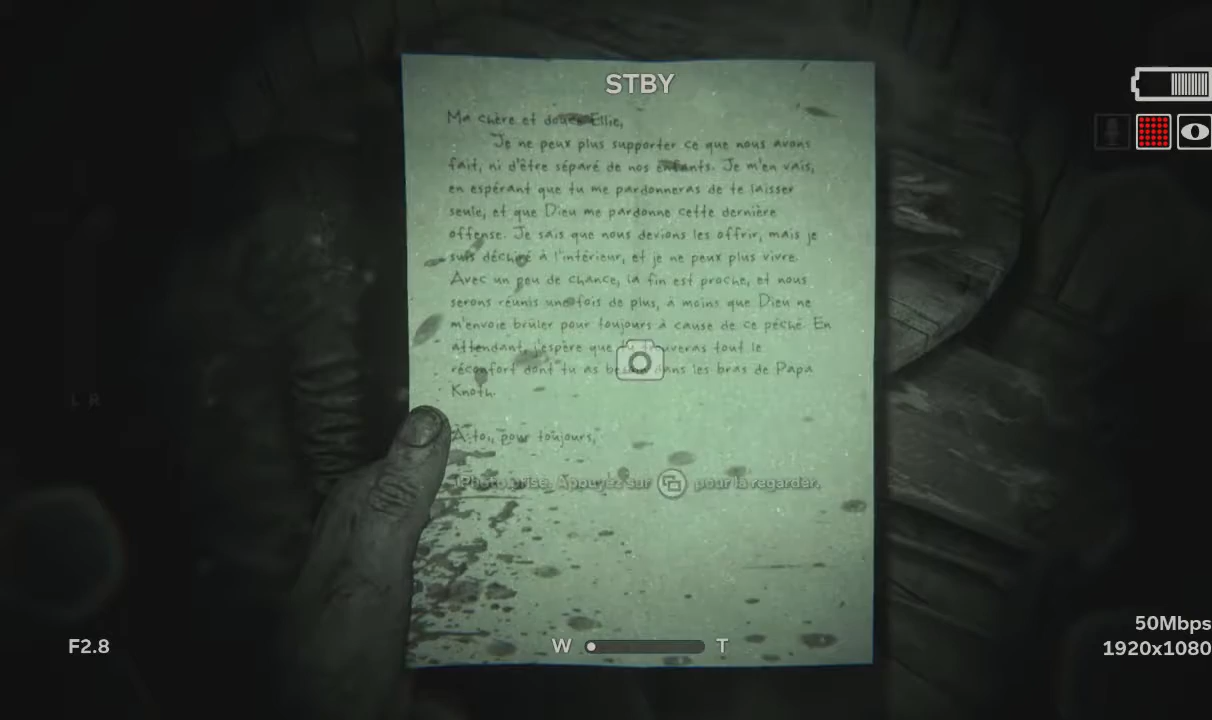 STBY
Ma chère et douce Ellie,
Je ne peux plus supporter ce que nous avons
fait, ni d'être séparé de nos enfants. Je m'en vais,
en espérant que tu me pardonneras de te laisser
seule, et que Dieu me pardonne cette dernière
offense. Je sais que nous devions les offrir, mais je
suis déchiré à l'intérieur, et je ne peux plus vivre.
Avec un peu de chance, la fin est proche, et nous
serons réunis une fois de plus, à moins que Dieu ne
m'envoie brûler pour toujours à cause de ce péché. En
attendant, j'espère que tu trouveras tout le
réconfort dont tu as besoin dans les bras de Papa
Knoth.
A toi, pour toujours,
Photo prise. Appuyez sur pour la regarder.
F2.8
W T
50Mbps
1920x1080